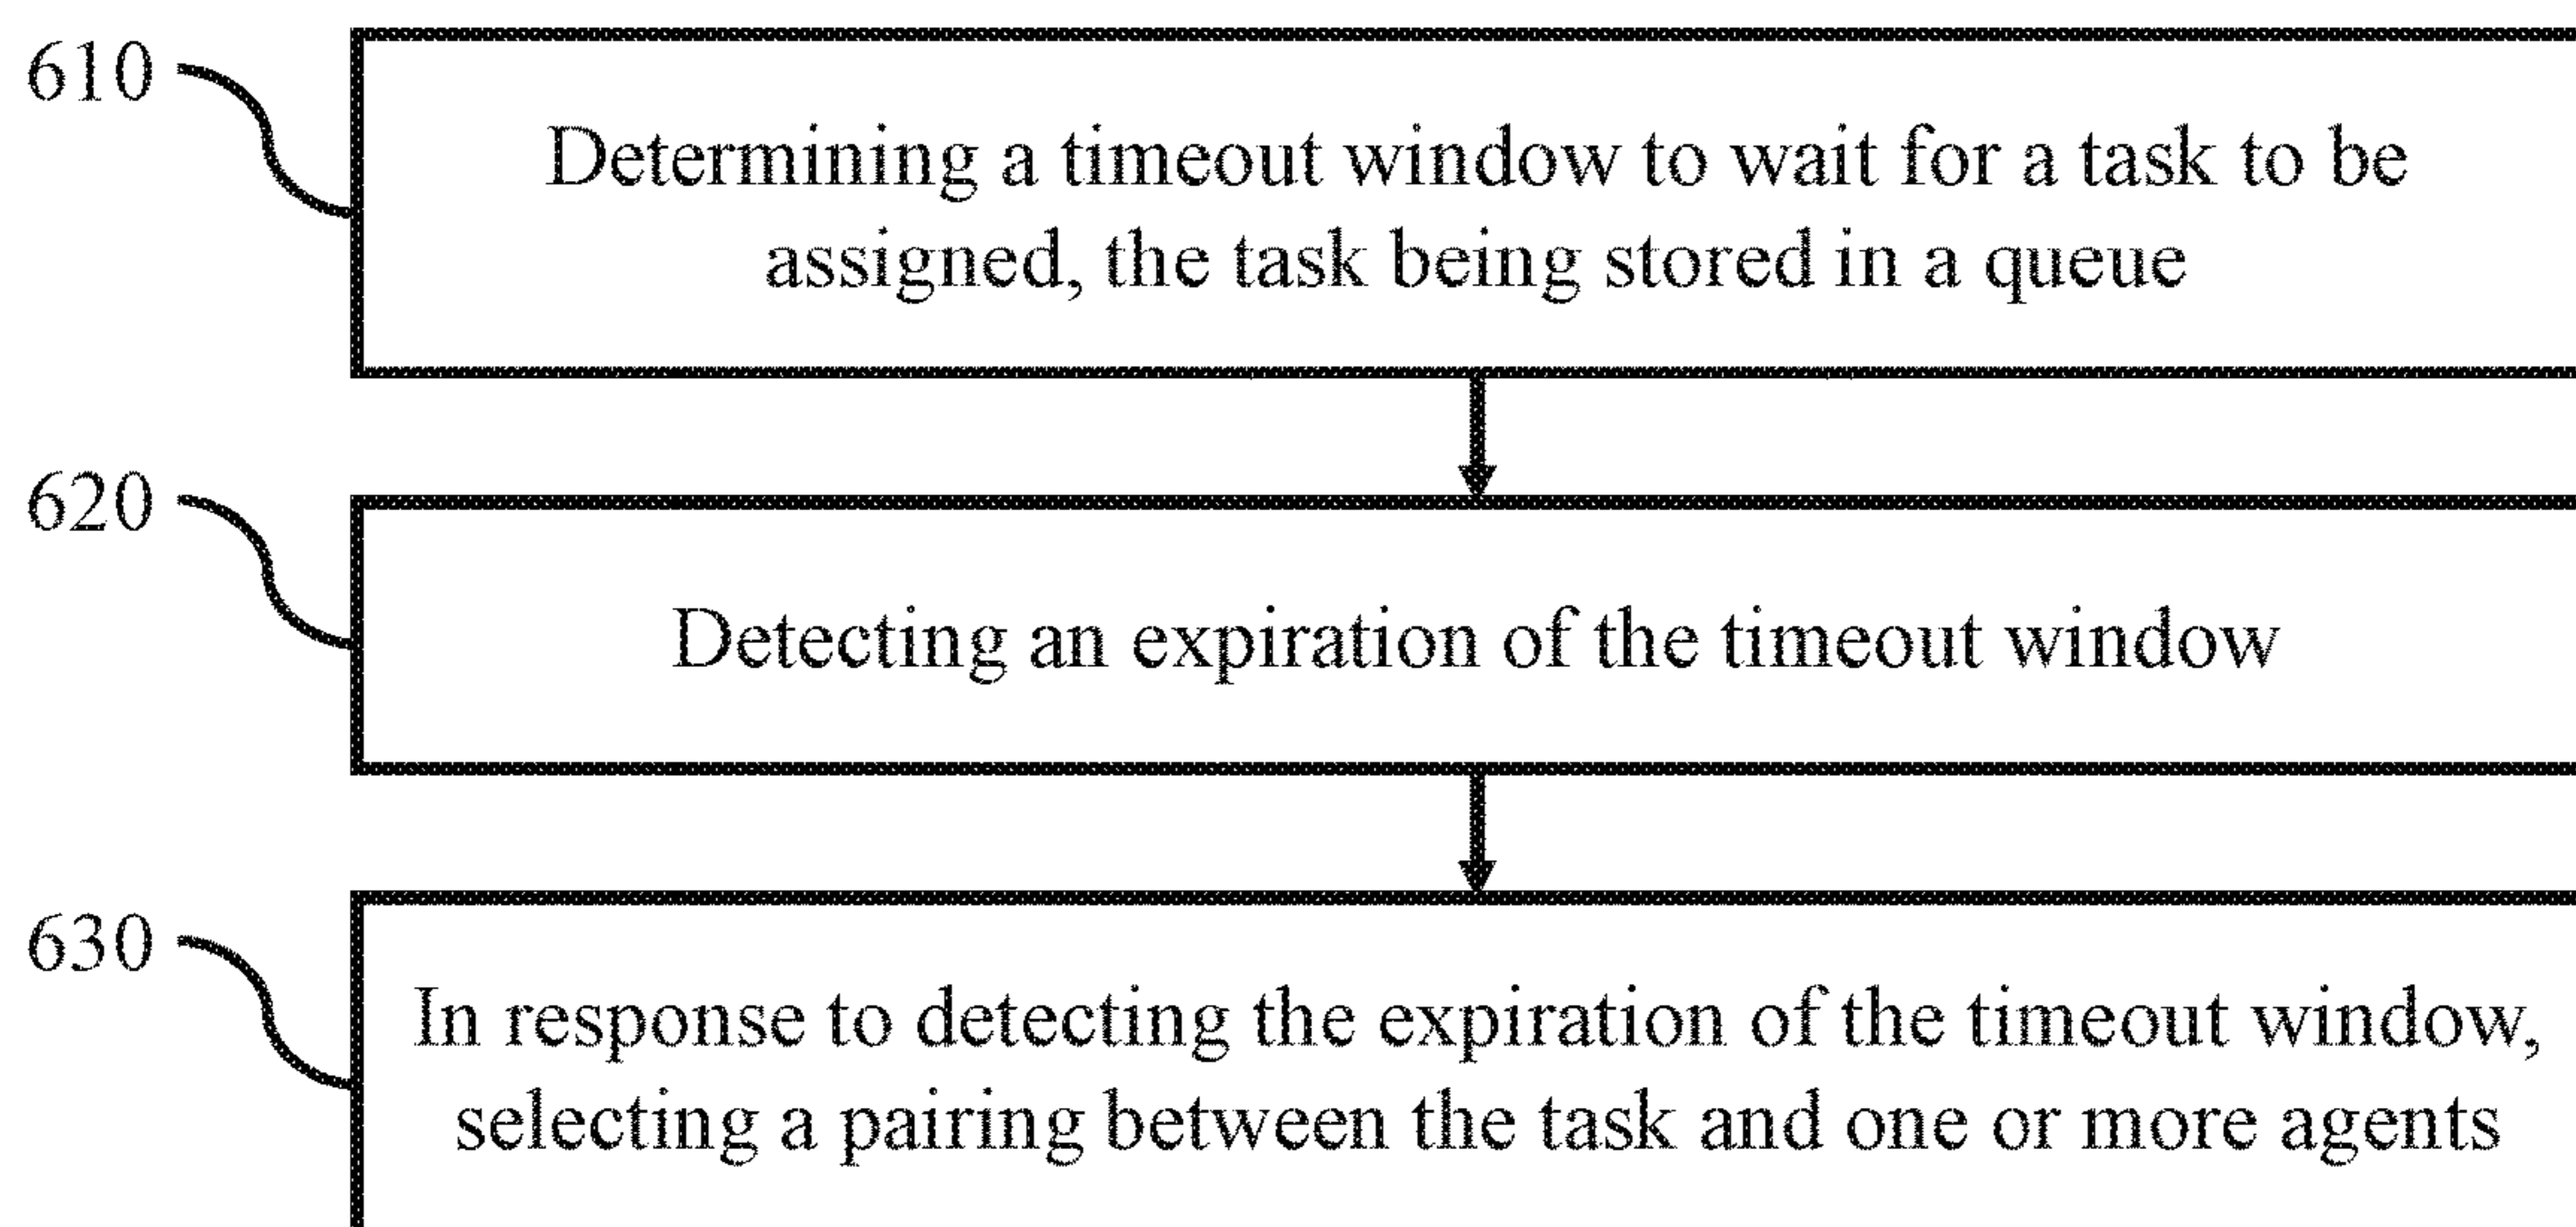 610
Determining a timeout window to wait for a task to be
assigned, the task being stored in a queue
620
Detecting an expiration of the timeout window
630
In response to detecting the expiration of the timeout window,
selecting a pairing between the task and one or more agents